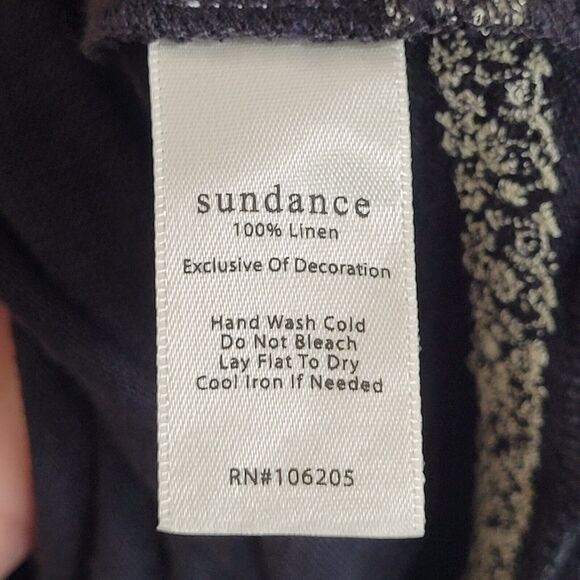 sundance
100% Linen
Exclusive Of Decoration
Hand Wash Cold
Do Not Bleach
Lay Flat To Dry
Cool Iron If Needed
RN#106205